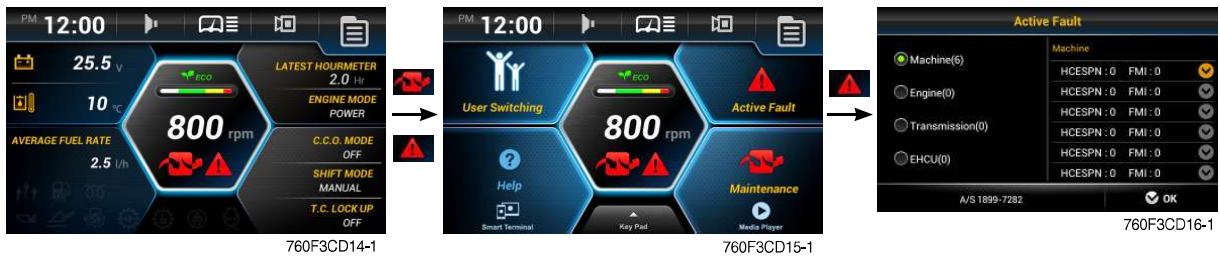 PM 12:00
25.5 V
10 °C
AVERAGE FUEL RATE
2.5 l/h
ECO
800 rpm
LATEST HOURMETER
2.0 Hr
ENGINE MODE
POWER
C.C.O. MODE
OFF
SHIFT MODE
MANUAL
T.C. LOCK UP
OFF
760F3CD14-1
PM 12:00
User Switching
ECO
800 rpm
Active Fault
Help
Smart Terminal
Key Pad
Maintenance
Media Player
760F3CD15-1
Active Fault
Machine(6)
Engine(0)
Transmission(0)
EHCU(0)
Machine
HCESPN : 0 FMI : 0
HCESPN : 0 FMI : 0
HCESPN : 0 FMI : 0
HCESPN : 0 FMI : 0
HCESPN : 0 FMI : 0
HCESPN : 0 FMI : 0
A/S 1899-7282
OK
760F3CD16-1